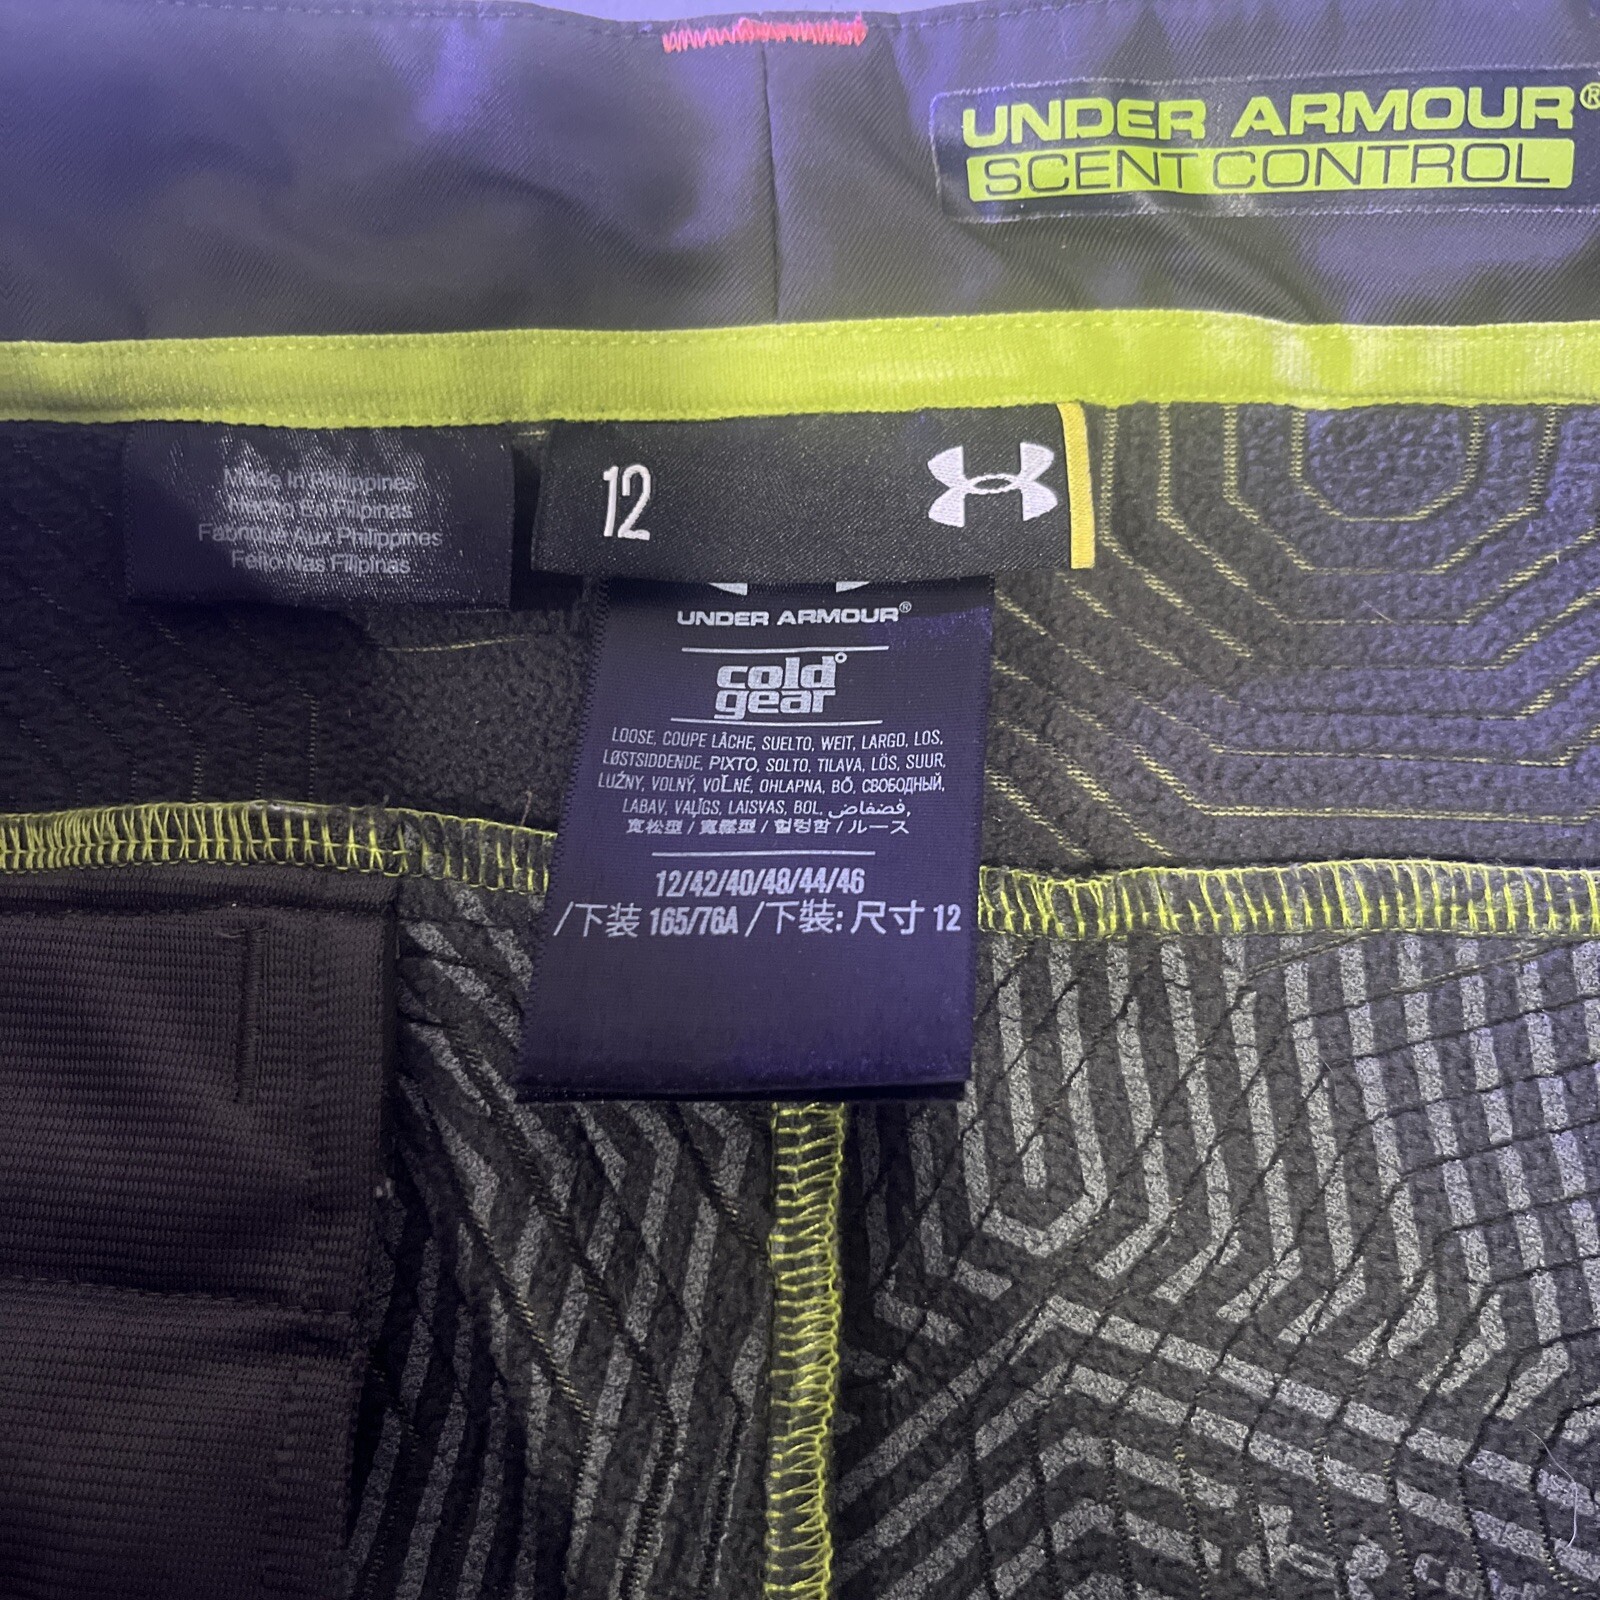 UNDER ARMOUR®
SCENT CONTROL
Made In Philippines
Hecho En Filipinas
Fabriqué Aux Philippines
Feito Nas Filipinas
12
UNDER ARMOUR®
cold°
gear
LOOSE, COUPE LÂCHE, SUELTO, WEIT, LARGO, LOS,
LØSTSIDDENDE, PIXTO, SOLTO, TILAVA, LÖS, SUUR,
LUŹNY, VOLNÝ, VOĽNÉ, OHLAPNA, BŐ, СВОБОДНЫЙ,
LABAV, VAĻĪGS, LAISVAS, BOL, فضفاض,
宽松型 / 寬鬆型 / 헐렁함 / ルース
12/42/40/48/44/46
/下装 165/76A /下裝: 尺寸 12